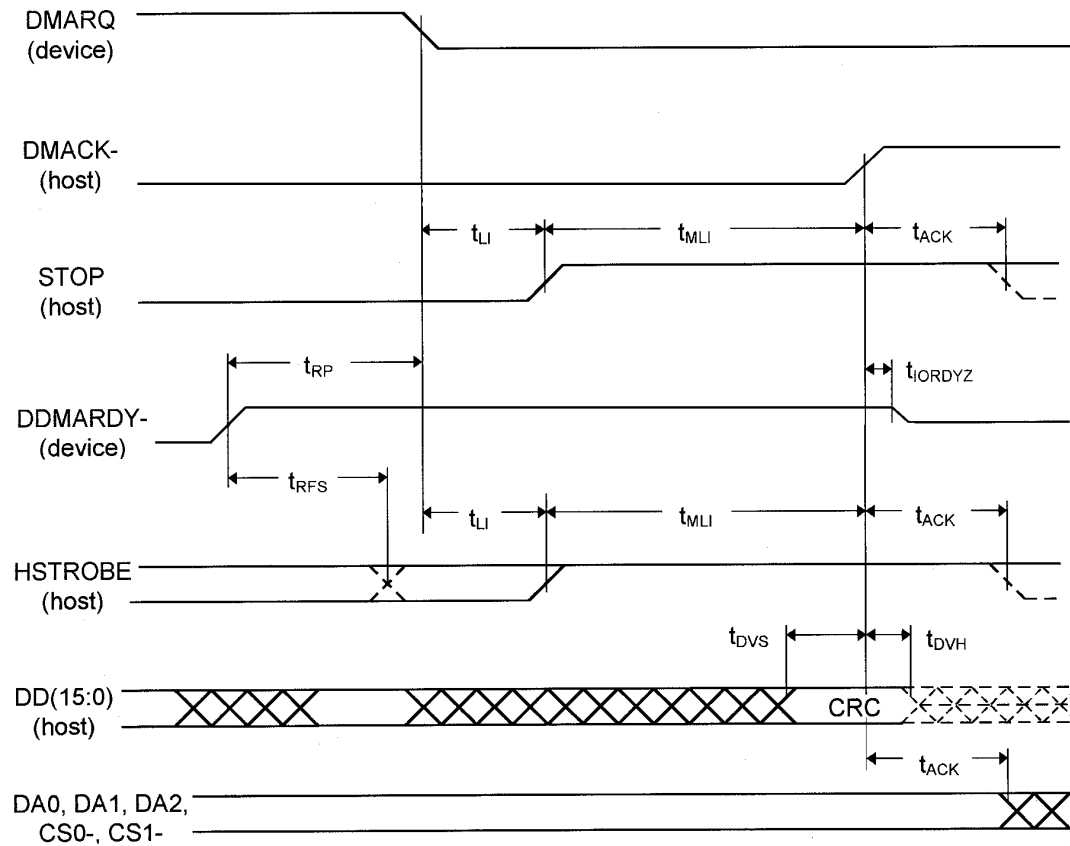 DMARQ
(device)
DMACK-
(host)
tLI
tMLI
tACK
STOP
(host)
tRP
tIORDYZ
DDMARDY-
(device)
tRFS
tLI
tMLI
tACK
HSTROBE
(host)
tDVS
tDVH
DD(15:0)
(host)
CRC
tACK
DA0, DA1, DA2,
CS0-, CS1-